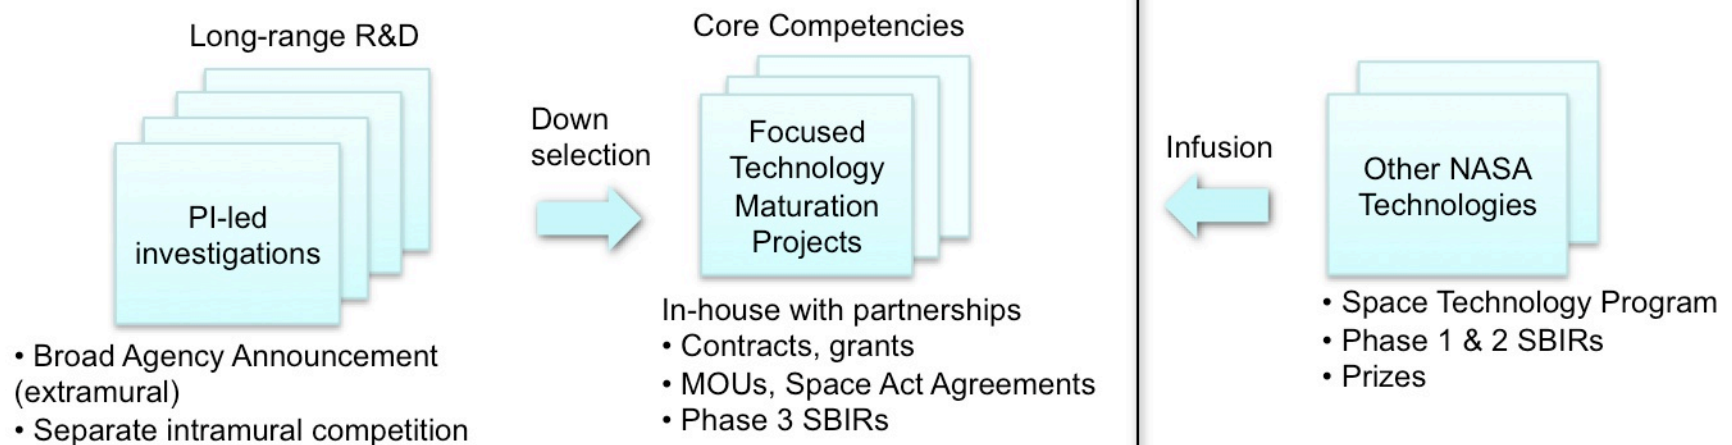 Long-range R&D
PI-led
investigations
• Broad Agency Announcement
(extramural)
• Separate intramural competition
Down
selection
Core Competencies
Focused
Technology
Maturation
Projects
In-house with partnerships
• Contracts, grants
• MOUs, Space Act Agreements
• Phase 3 SBIRs
Infusion
Other NASA
Technologies
• Space Technology Program
• Phase 1 & 2 SBIRs
• Prizes